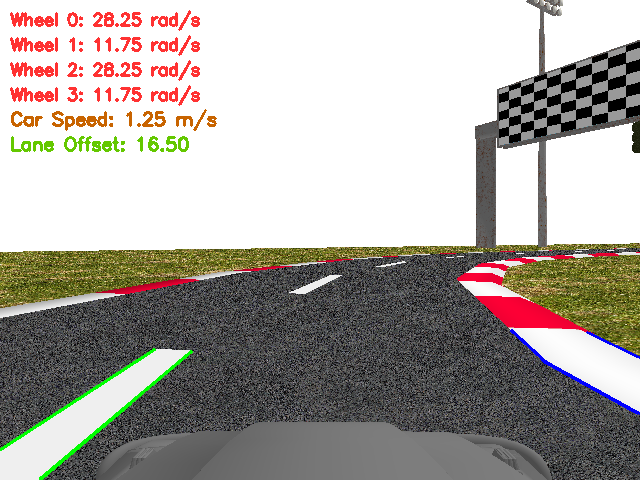 Wheel 0: 28.25 rad/s
Wheel 1: 11.75 rad/s
Wheel 2: 28.25 rad/s
Wheel 3: 11.75 rad/s
Car Speed: 1.25 m/s
Lane Offset: 16.50